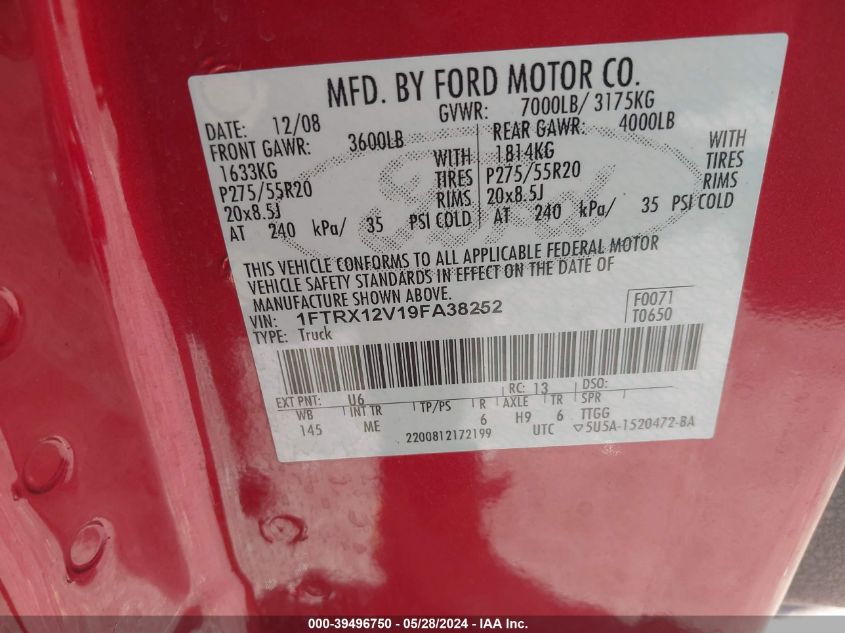 MFD. BY FORD MOTOR CO.
DATE: 12/08 GVWR: 7000LB/ 3175KG
FRONT GAWR: 3600LB REAR GAWR: 4000LB
1633KG WITH 1814KG WITH
P275/55R20 TIRES P275/55R20 TIRES
20x8.5J RIMS 20x8.5J RIMS
AT 240 kPa/ 35 PSI COLD AT 240 kPa/ 35 PSI COLD
Ford
THIS VEHICLE CONFORMS TO ALL APPLICABLE FEDERAL MOTOR
VEHICLE SAFETY STANDARDS IN EFFECT ON THE DATE OF
MANUFACTURE SHOWN ABOVE.
VIN: 1FTRX12V19FA38252 F0071
TYPE: Truck T0650
EXT PNT: U6 RC: 13 DSO:
WB INT TR TP/PS R AXLE TR SPR
145 ME 6 H9 6 TTGG
2200812172199 UTC ▽5U5A-1520472-BA
000-39496750 - 05/28/2024 - IAA Inc.